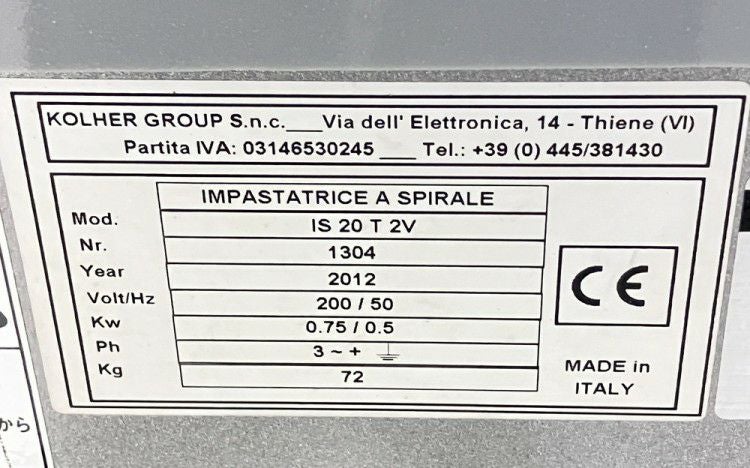 KOLHER GROUP S.n.c.___Via dell' Elettronica, 14 - Thiene (VI)
Partita IVA: 03146530245 ___ Tel.: +39 (0) 445/381430
IMPASTATRICE A SPIRALE
Mod. IS 20 T 2V
Nr. 1304
Year 2012
Volt/Hz 200 / 50
Kw 0.75 / 0.5
Ph 3 ~ + ⏚
Kg 72
CE
MADE in
ITALY
から